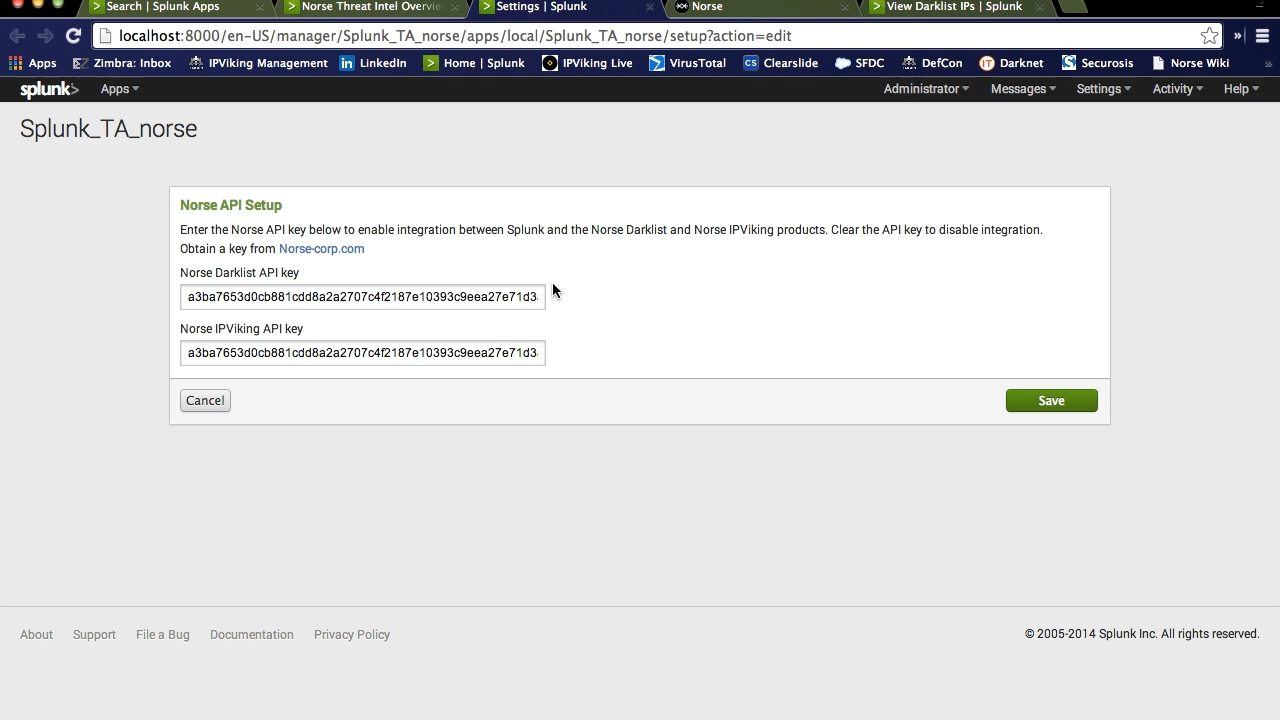 Search | Splunk Apps
Norse Threat Intel Overvie
Settings | Splunk
Norse
View Darklist IPs | Splunk
localhost:8000/en-US/manager/Splunk_TA_norse/apps/local/Splunk_TA_norse/setup?action=edit
Apps Zimbra: Inbox IPViking Management LinkedIn Home | Splunk IPViking Live VirusTotal Clearslide SFDC DefCon Darknet Securosis Norse Wiki
splunk> Apps Administrator Messages Settings Activity Help
Splunk_TA_norse
Norse API Setup
Enter the Norse API key below to enable integration between Splunk and the Norse Darklist and Norse IPViking products. Clear the API key to disable integration.
Obtain a key from Norse-corp.com
Norse Darklist API key
a3ba7653d0cb881cdd8a2a2707c4f2187e10393c9eea27e71d3
Norse IPViking API key
a3ba7653d0cb881cdd8a2a2707c4f2187e10393c9eea27e71d3
Cancel Save
About Support File a Bug Documentation Privacy Policy © 2005-2014 Splunk Inc. All rights reserved.